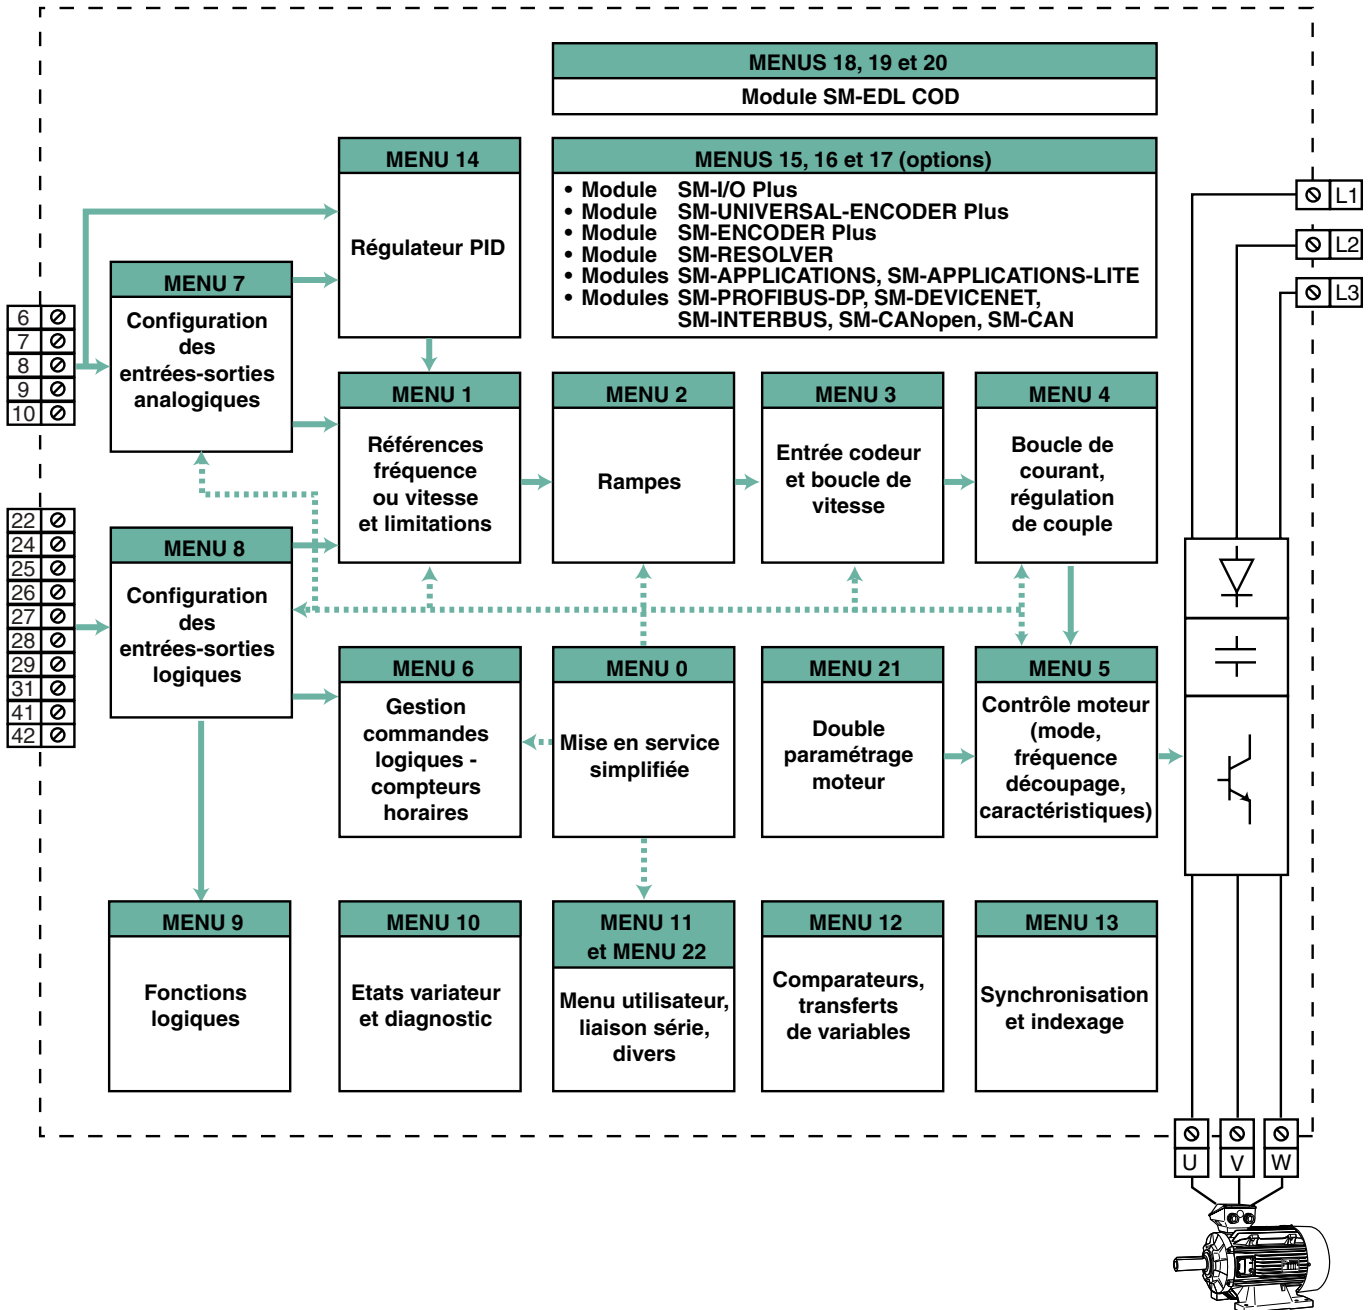 MENUS 18, 19 et 20
Module SM-EDL COD
MENU 14
Régulateur PID
MENUS 15, 16 et 17 (options)
• Module SM-I/O Plus
• Module SM-UNIVERSAL-ENCODER Plus
• Module SM-ENCODER Plus
• Module SM-RESOLVER
• Modules SM-APPLICATIONS, SM-APPLICATIONS-LITE
• Modules SM-PROFIBUS-DP, SM-DEVICENET,
SM-INTERBUS, SM-CANopen, SM-CAN
L1
L2
L3
6
7
8
9
10
MENU 7
Configuration
des
entrées-sorties
analogiques
MENU 1
Références
fréquence
ou vitesse
et limitations
MENU 2
Rampes
MENU 3
Entrée codeur
et boucle de
vitesse
MENU 4
Boucle de
courant,
régulation
de couple
22
24
25
26
27
28
29
31
41
42
MENU 8
Configuration
des
entrées-sorties
logiques
MENU 6
Gestion
commandes
logiques -
compteurs
horaires
MENU 0
Mise en service
simplifiée
MENU 21
Double
paramétrage
moteur
MENU 5
Contrôle moteur
(mode,
fréquence
découpage,
caractéristiques)
MENU 9
Fonctions
logiques
MENU 10
Etats variateur
et diagnostic
MENU 11
et MENU 22
Menu utilisateur,
liaison série,
divers
MENU 12
Comparateurs,
transferts
de variables
MENU 13
Synchronisation
et indexage
U
V
W